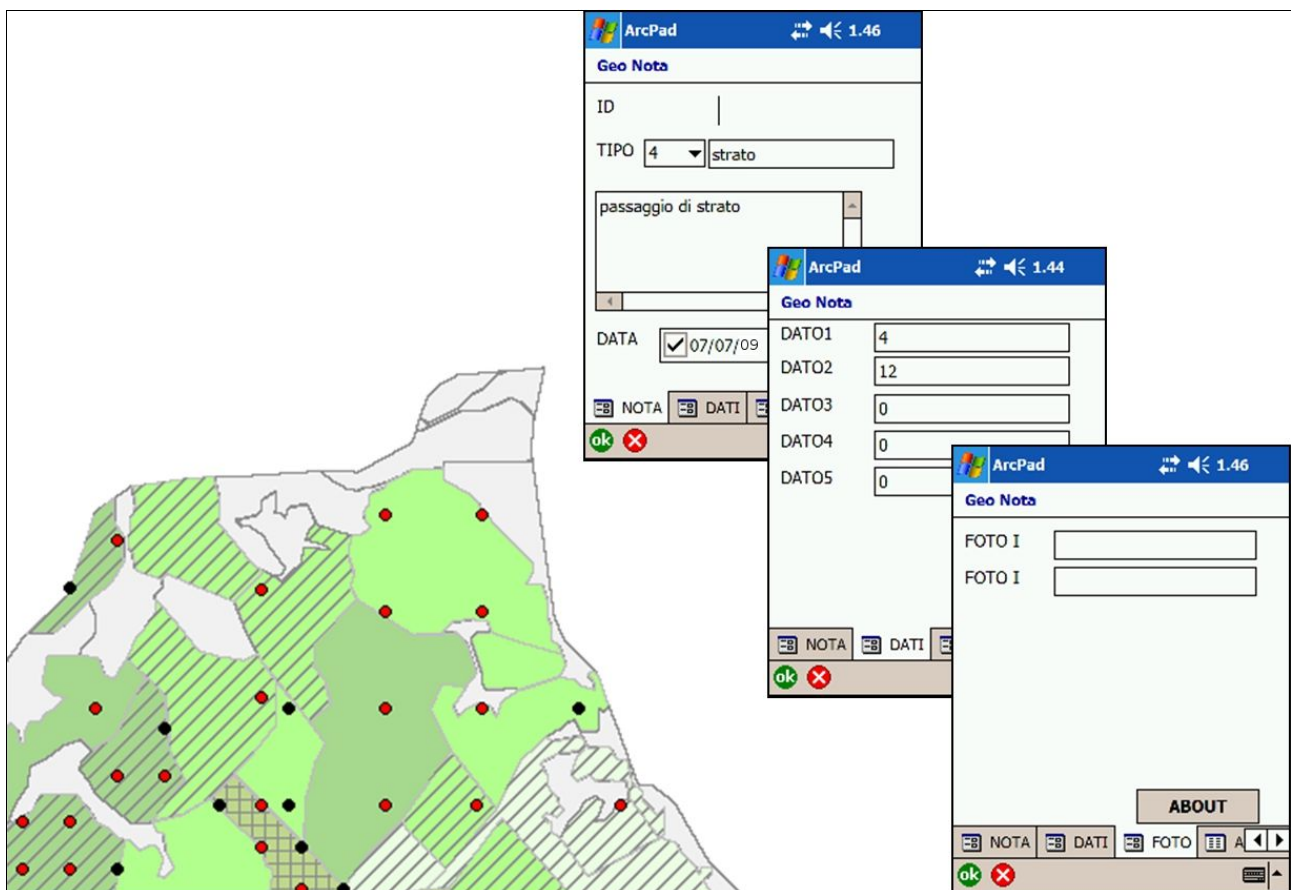 ArcPad 1.46
Geo Nota
ID
TIPO 4 strato
passaggio di strato
DATA 07/07/09
NOTA DATI
ok
ArcPad 1.44
Geo Nota
DATO1 4
DATO2 12
DATO3 0
DATO4 0
DATO5 0
NOTA DATI
ok
ArcPad 1.46
Geo Nota
FOTO I
FOTO I
ABOUT
NOTA DATI FOTO A
ok